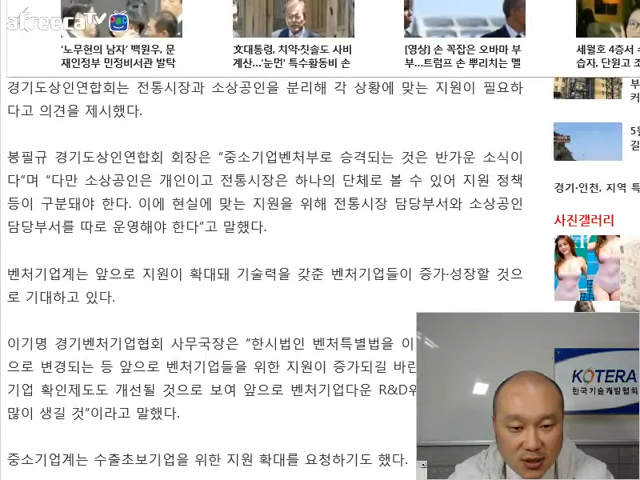 afreecaTV
‘노무현의 남자’ 백원우, 문
재인정부 민정비서관 발탁
文대통령, 치약·칫솔도 사비
계산...‘눈먼’ 특수활동비 손
[영상] 손 꼭잡은 오바마 부
부...트럼프 손 뿌리치는 멜
세월호 4층서 수
습자, 단원고 조
경기도상인연합회는 전통시장과 소상공인을 분리해 각 상황에 맞는 지원이 필요하
다고 의견을 제시했다.
봉필규 경기도상인연합회 회장은 “중소기업벤처부로 승격되는 것은 반가운 소식이
다”며 “다만 소상공인은 개인이고 전통시장은 하나의 단체로 볼 수 있어 지원 정책
등이 구분돼야 한다. 이에 현실에 맞는 지원을 위해 전통시장 담당부서와 소상공인
담당부서를 따로 운영해야 한다”고 말했다.
벤처기업계는 앞으로 지원이 확대돼 기술력을 갖춘 벤처기업들이 증가·성장할 것으
로 기대하고 있다.
이기명 경기벤처기업협회 사무국장은 “한시법인 벤처특별법을 이
으로 변경되는 등 앞으로 벤처기업들을 위한 지원이 증가되길 바란
기업 확인제도도 개선될 것으로 보여 앞으로 벤처기업다운 R&D우
많이 생길 것”이라고 말했다.
중소기업계는 수출초보기업을 위한 지원 확대를 요청하기도 했다.
부
커
5월
길
경기·인천, 지역 특
사진갤러리
KOTERA
한국기술개발협회